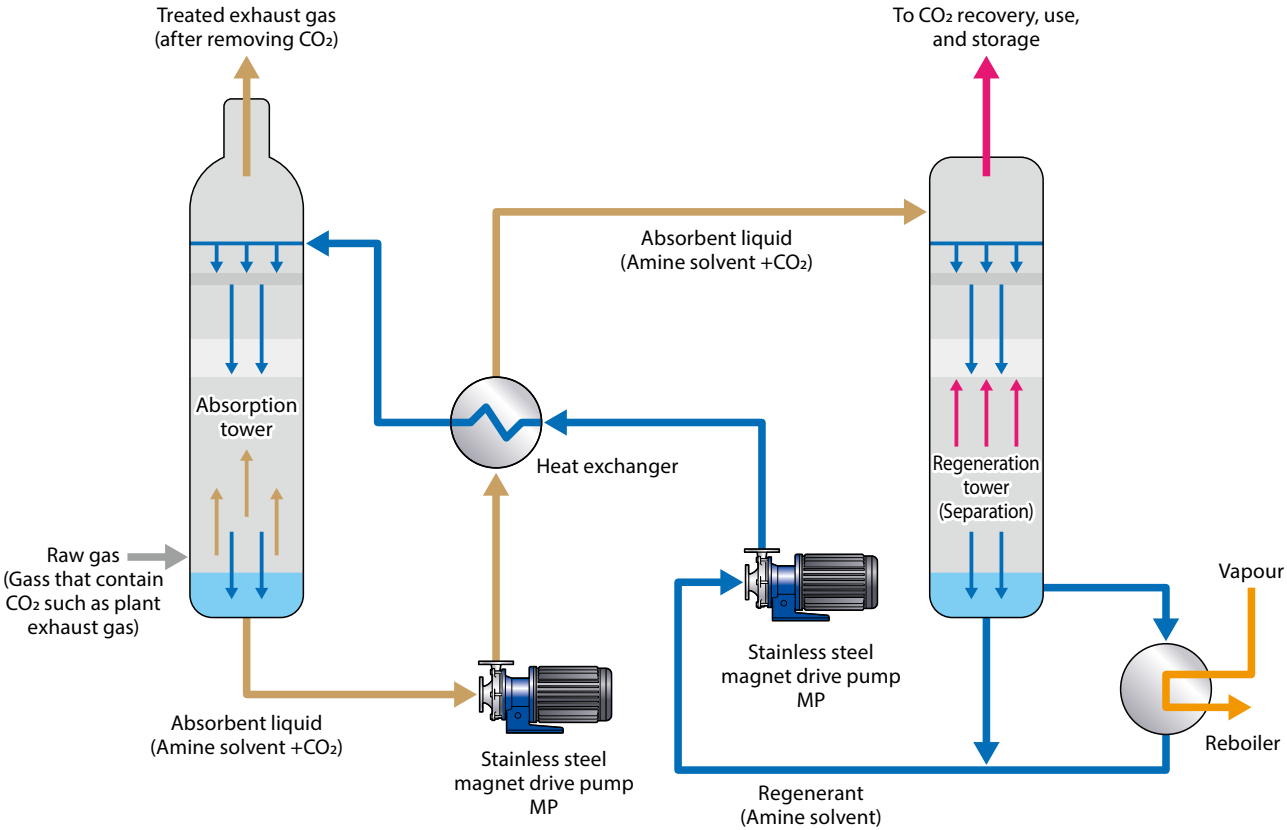 Treated exhaust gas
(after removing CO₂)
To CO₂ recovery, use,
and storage
Absorbent liquid
(Amine solvent +CO₂)
Absorption
tower
Heat exchanger
Regeneration
tower
(Separation)
Raw gas
(Gass that contain
CO₂ such as plant
exhaust gas)
Vapour
Stainless steel
magnet drive pump
MP
Absorbent liquid
(Amine solvent +CO₂)
Reboiler
Stainless steel
magnet drive pump
MP
Regenerant
(Amine solvent)